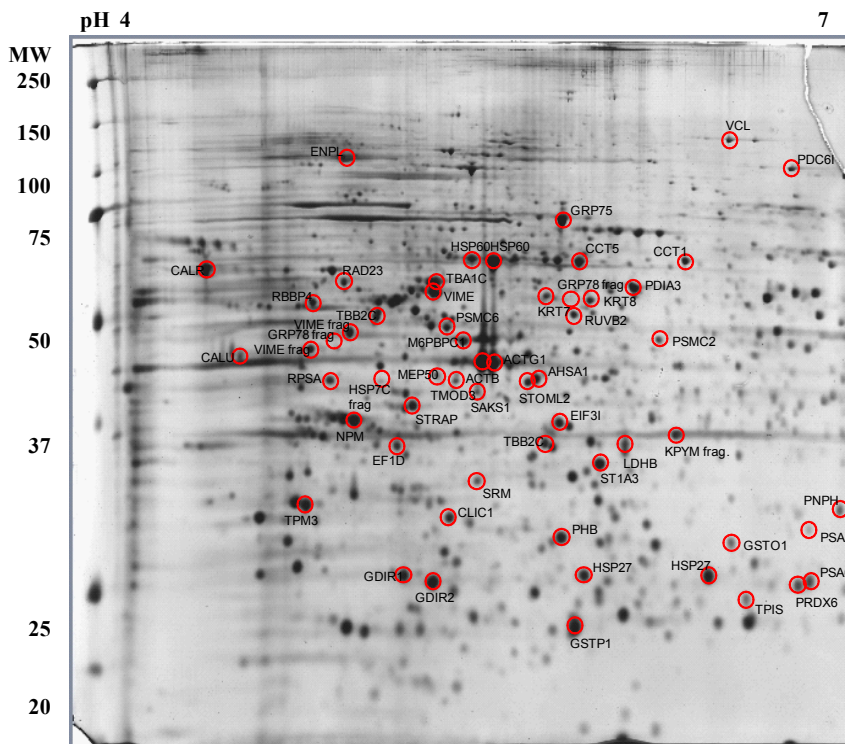 pH 4
7
MW
250
150
100
75
50
37
25
20
VCL
ENPL
PDC6I
GRP75
HSP60
HSP60
CCT5
CCT1
CALR
RAD23
TBA1C
GRP78 frag
PDIA3
RBBP4
VIME
KRT7
KRT8
TBB2C
PSMC6
RUVB2
VIME frag
GRP78 frag
M6PBPC1
PSMC2
CALU
VIME frag
ACTG1
RPSA
HSP7C
frag
MEP50
ACTB
AHSA1
TMOD3
STOML2
SAKS1
STRAP
EIF3I
NPM
TBB2C
KPYM frag.
EF1D
LDHB
ST1A3
SRM
PNPH
TPM3
CLIC1
PHB
PSA
GSTO1
GDIR1
HSP27
HSP27
GDIR2
PRDX6
TPIS
GSTP1